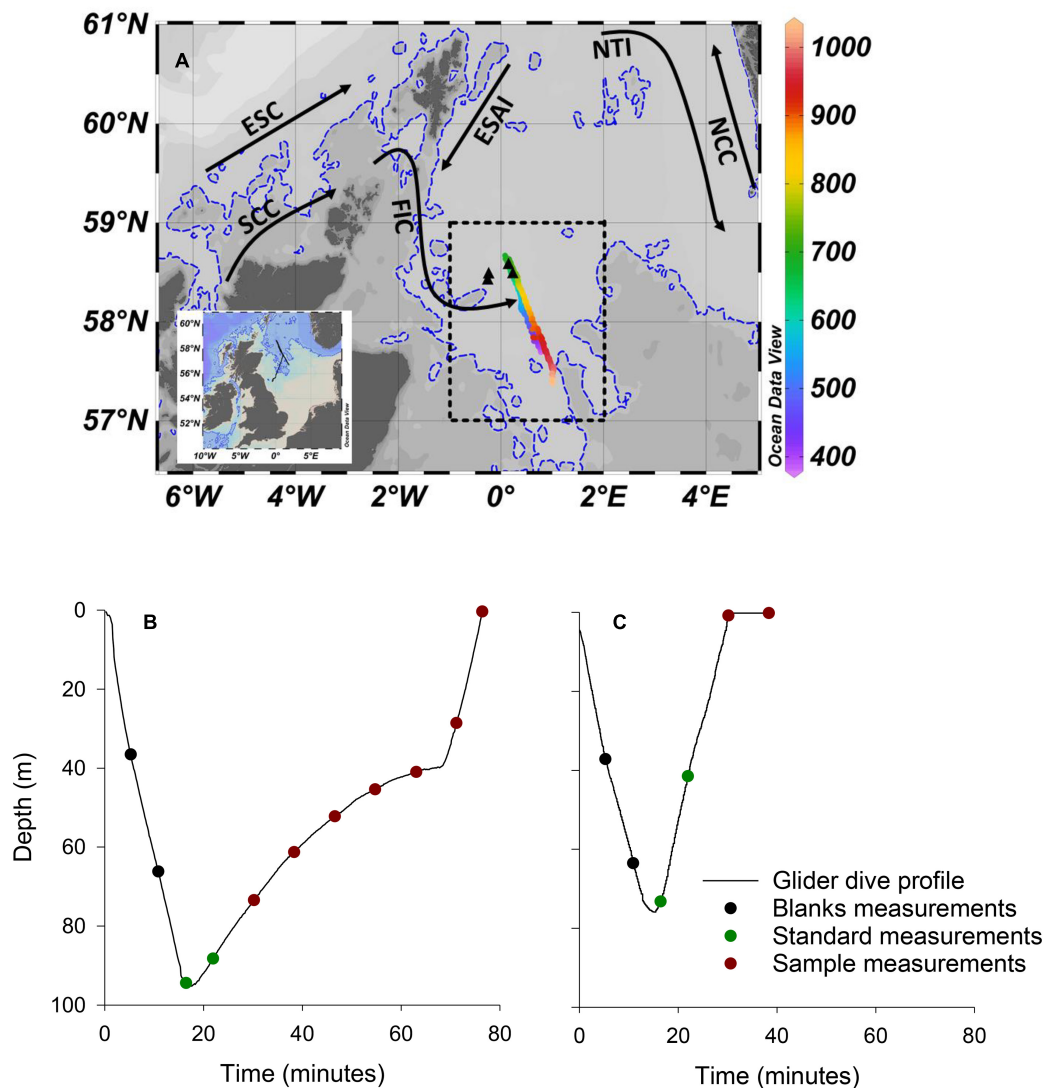 61°N
60°N
59°N
58°N
57°N
A
ESC
SCC
FIC
ESAI
NTI
NCC
6°W 4°W 2°W 0° 2°E 4°E
Ocean Data View
1000
900
800
700
600
500
400
60°N
58°N
56°N
54°N
52°N
10°W 5°W 0° 5°E
Ocean Data View
B
0
20
40
60
80
100
Depth (m)
0 20 40 60 80
Time (minutes)
C
Glider dive profile
Blanks measurements
Standard measurements
Sample measurements
0 20 40 60 80
Time (minutes)